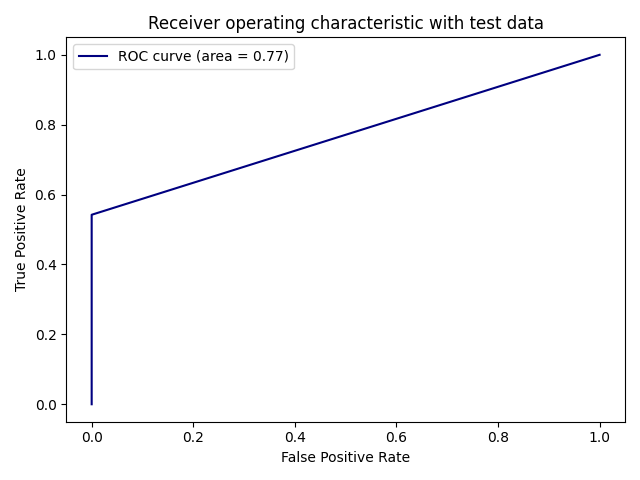 Receiver operating characteristic with test data
ROC curve (area = 0.77)
1.0
0.8
0.6
0.4
0.2
0.0
True Positive Rate
0.0 0.2 0.4 0.6 0.8 1.0
False Positive Rate